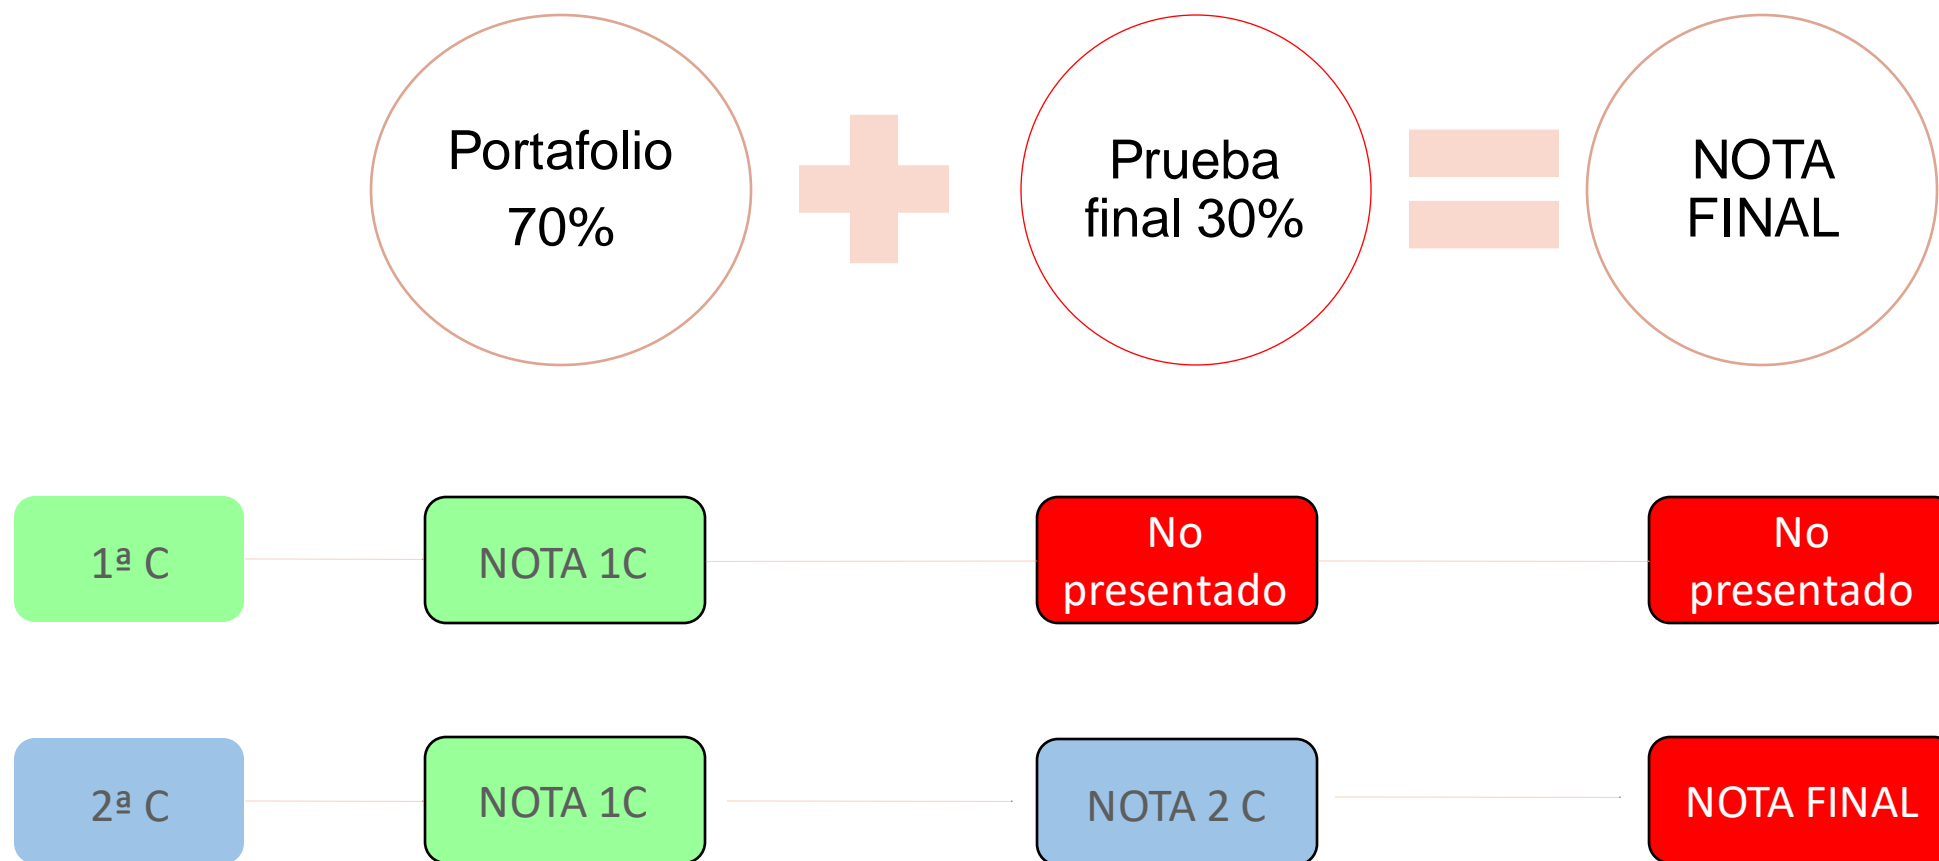 Portafolio
70%
Prueba
final 30%
NOTA
FINAL
1ª C
NOTA 1C
No
presentado
No
presentado
2ª C
NOTA 1C
NOTA 2 C
NOTA FINAL